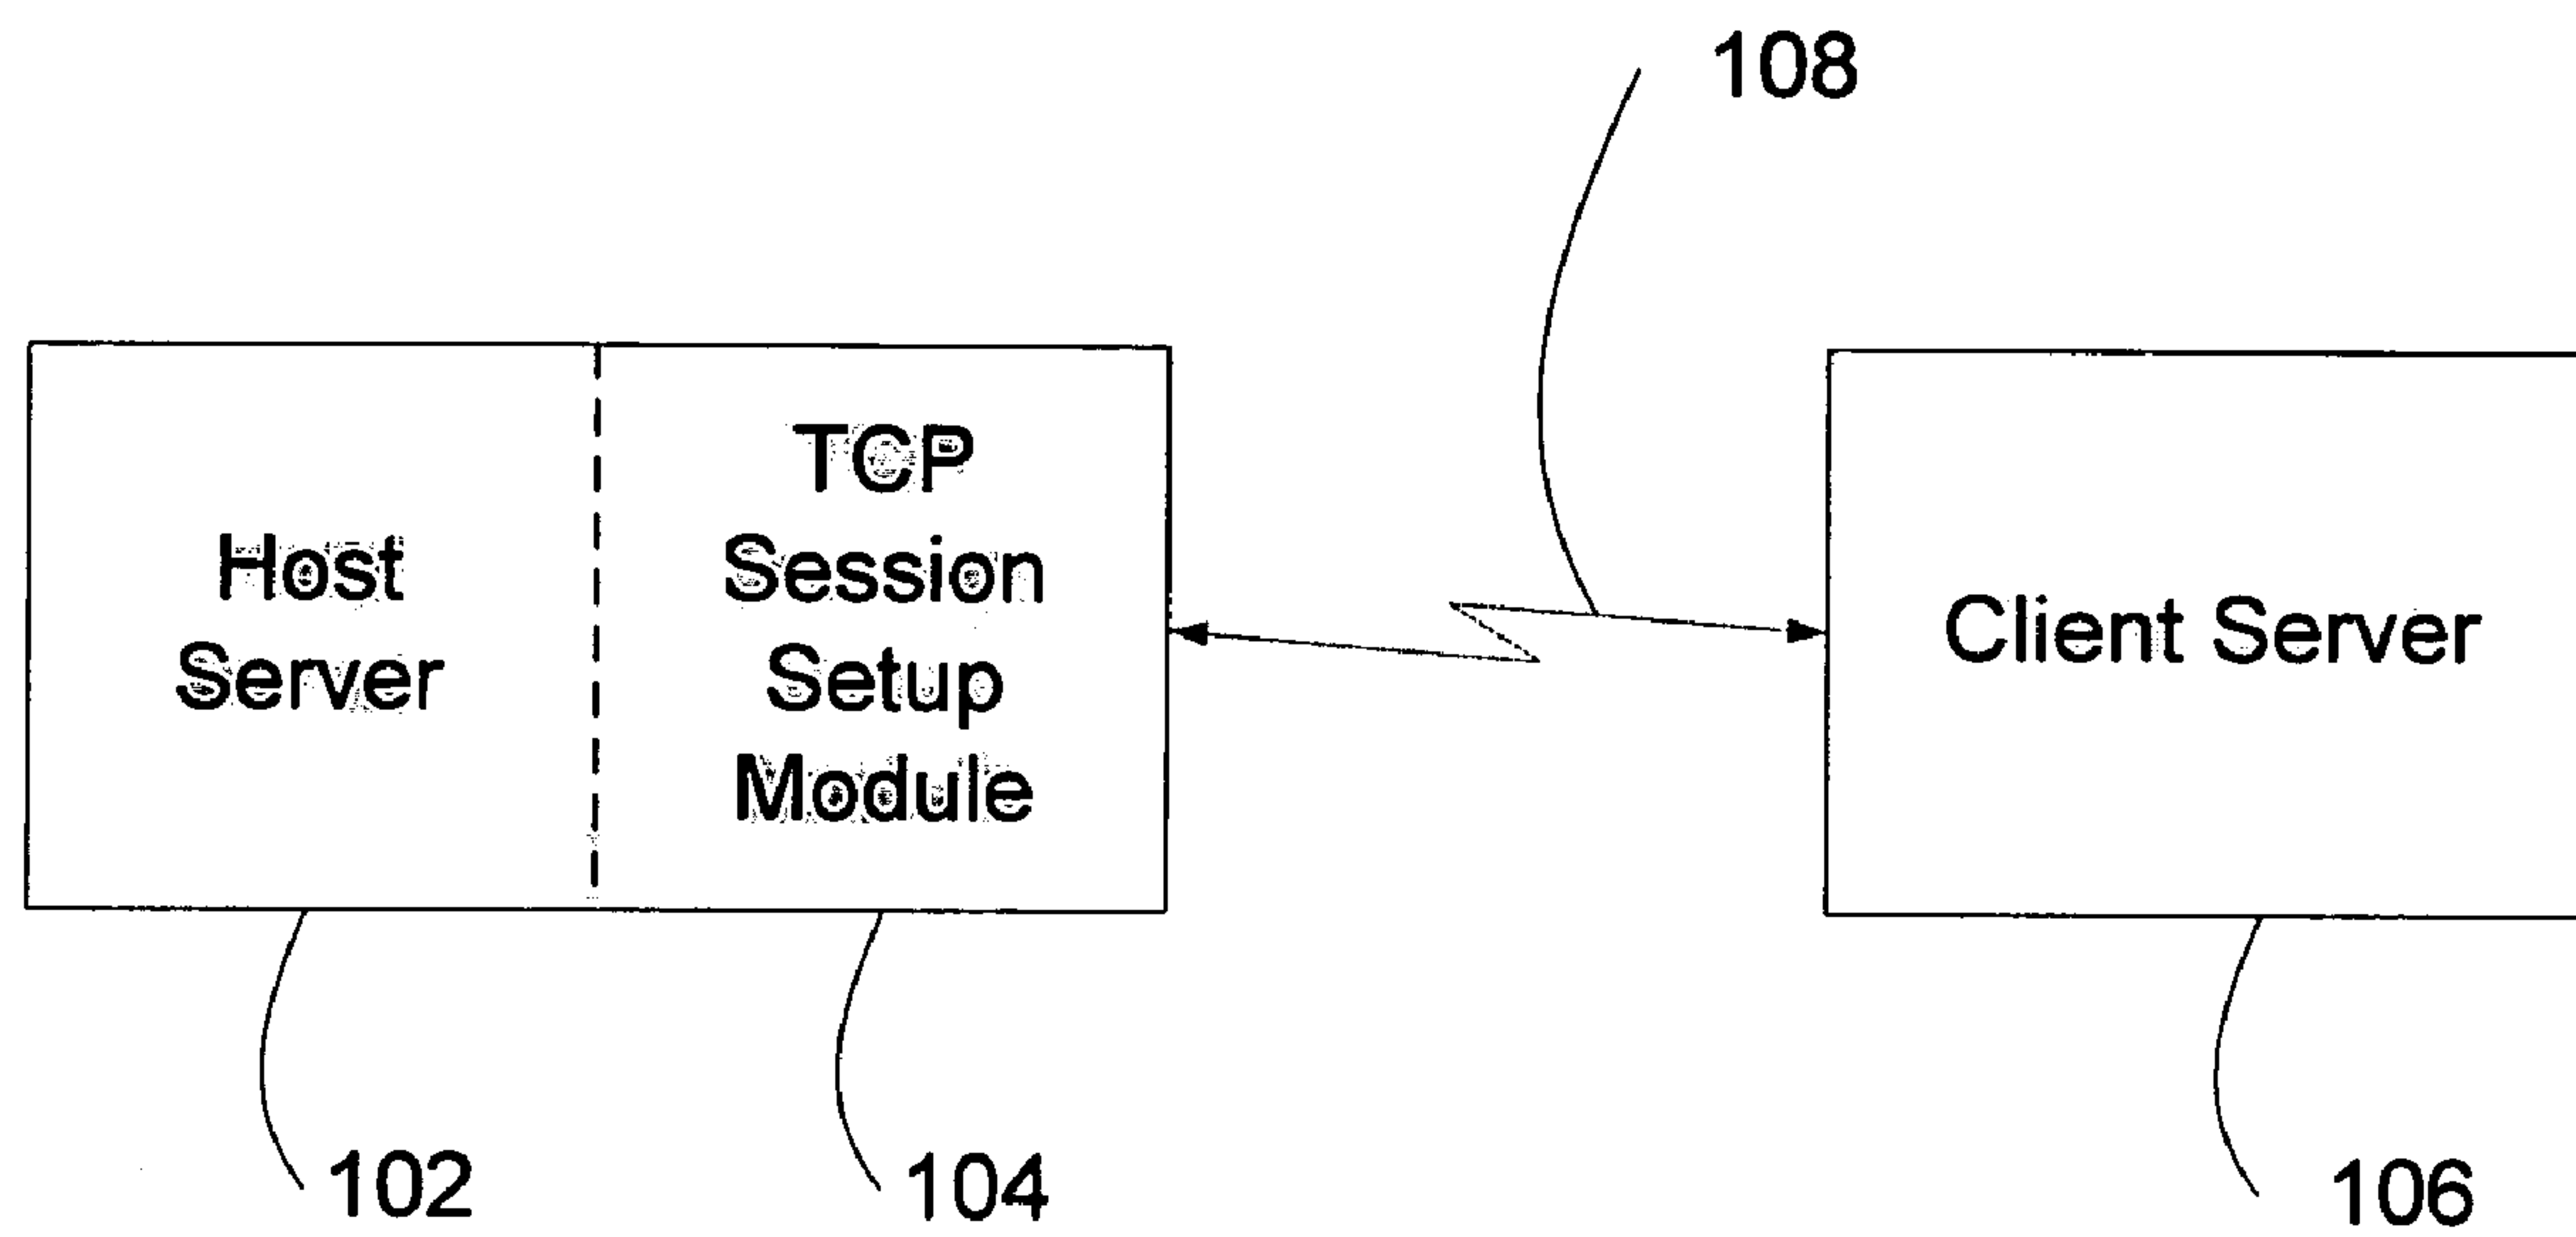 108
Host
Server
TCP
Session
Setup
Module
Client Server
102
104
106